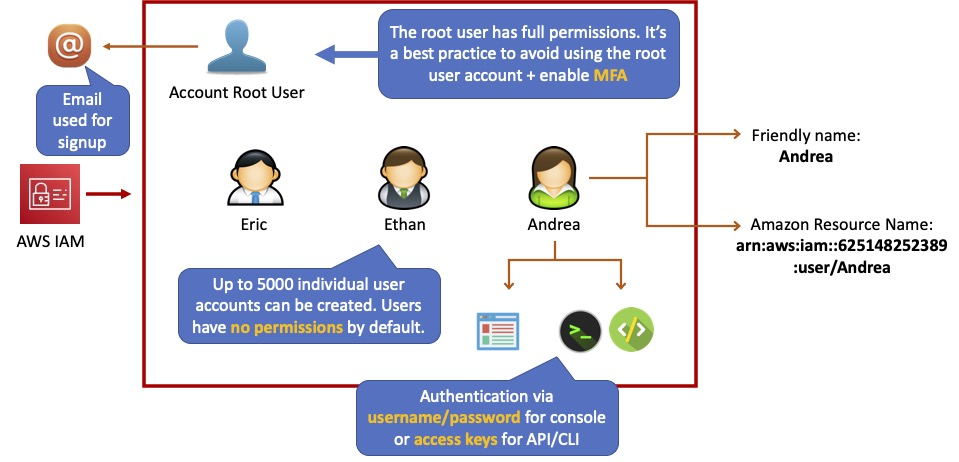 @
Email
used for
signup
Account Root User
The root user has full permissions. It's
a best practice to avoid using the root
user account + enable MFA
AWS IAM
Eric
Ethan
Andrea
Friendly name:
Andrea
Amazon Resource Name:
arn:aws:iam::625148252389
:user/Andrea
Up to 5000 individual user
accounts can be created. Users
have no permissions by default.
>_
</>
Authentication via
username/password for console
or access keys for API/CLI